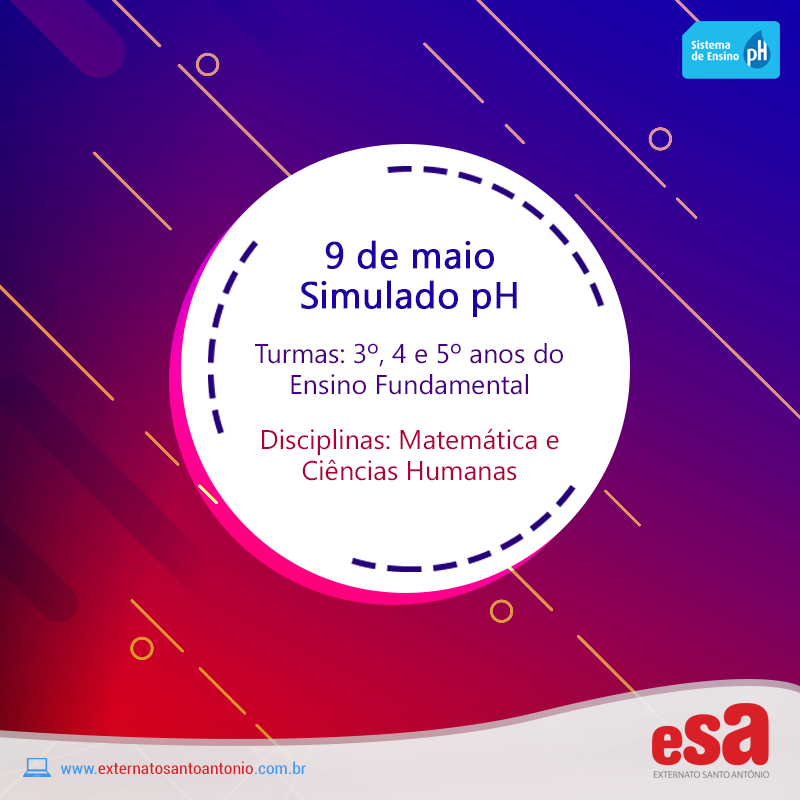 Sistema
de Ensino pH
9 de maio
Simulado pH
Turmas: 3º, 4 e 5º anos do
Ensino Fundamental
Disciplinas: Matemática e
Ciências Humanas
www.externatosantoantonio.com.br
esa
EXTERNATO SANTO ANTÔNIO